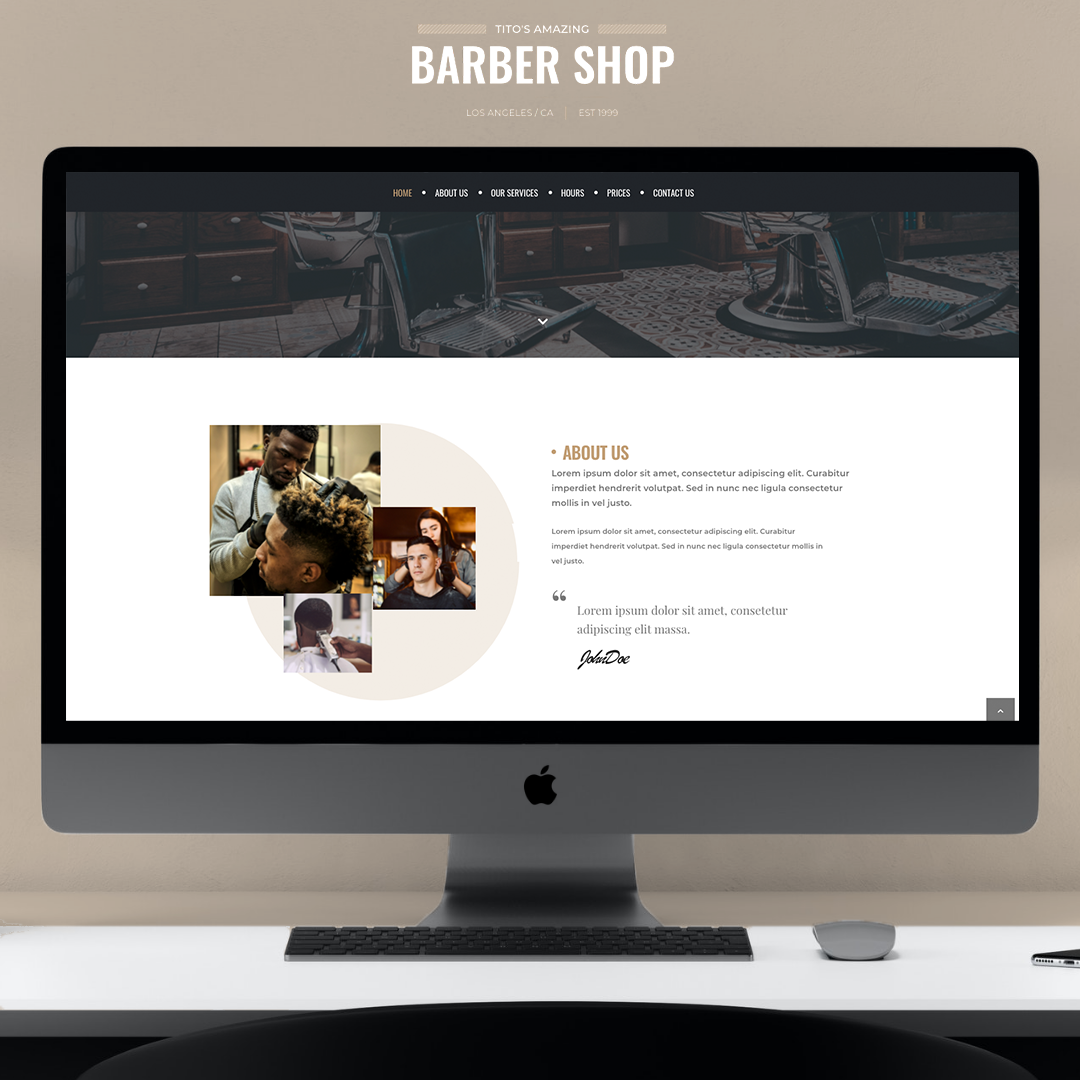 TITO'S AMAZING
BARBER SHOP
LOS ANGELES / CA | EST 1999
HOME • ABOUT US • OUR SERVICES • HOURS • PRICES • CONTACT US
• ABOUT US
Lorem ipsum dolor sit amet, consectetur adipiscing elit. Curabitur
imperdiet hendrerit volutpat. Sed in nunc nec ligula consectetur
mollis in vel justo.
Lorem ipsum dolor sit amet, consectetur adipiscing elit. Curabitur
imperdiet hendrerit volutpat. Sed in nunc nec ligula consectetur mollis in
vel justo.
“
Lorem ipsum dolor sit amet, consetetur
adipiscing elit massa.
JohnDoe